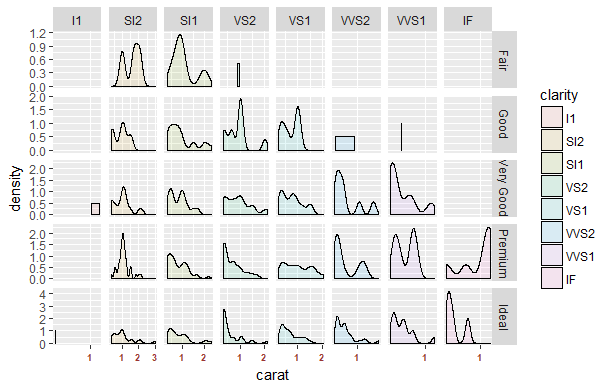 I1 SI2 SI1 VS2 VS1 VVS2 VVS1 IF
1.2
0.9
0.6
0.3
0.0
Fair
2.0
1.5
1.0
0.5
0.0
Good
2.0
1.5
1.0
0.5
0.0
Very Good
2.0
1.5
1.0
0.5
0.0
Premium
4
3
2
1
0
Ideal
density
1 1 2 3 1 2 1 1 2 1 1 1
carat
clarity
I1
SI2
SI1
VS2
VS1
VVS2
VVS1
IF